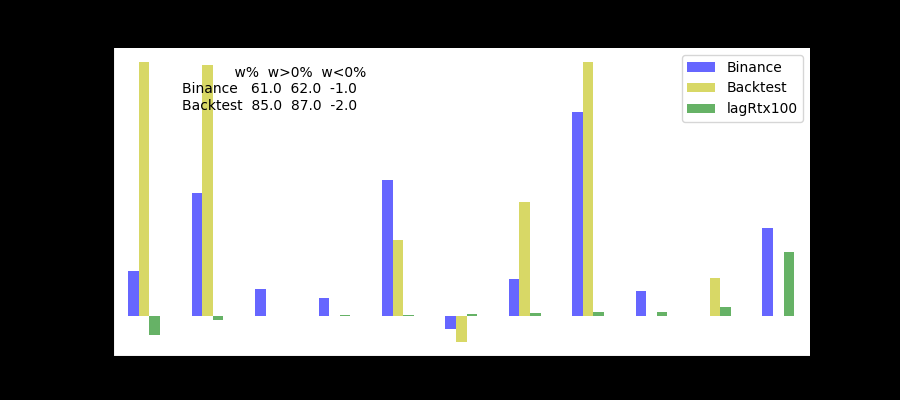 w% w>0% w<0%
Binance 61.0 62.0 -1.0
Backtest 85.0 87.0 -2.0
Binance
Backtest
lagRtx100